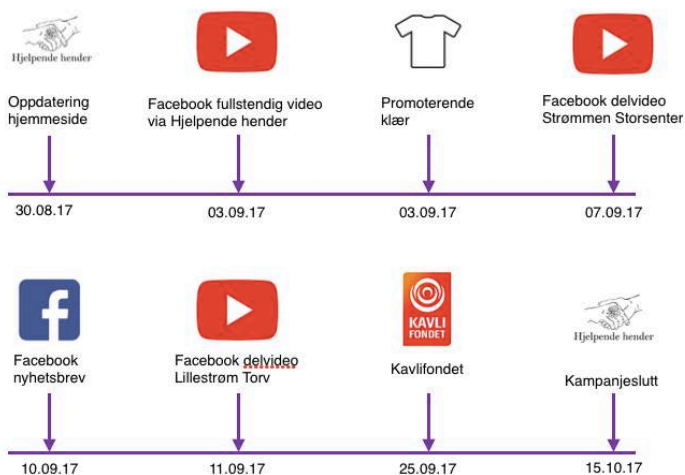 Hjelpende hender
Oppdatering
hjemmeside
Facebook fullstendig video
via Hjelpende hender
Promoterende
klær
Facebook delvideo
Strømmen Storsenter
30.08.17
03.09.17
03.09.17
07.09.17
f
KAVLI
FONDET
Hjelpende hender
Facebook
nyhetsbrev
Facebook delvideo
Lillestrøm Torv
Kavlifondet
Kampanjeslutt
10.09.17
11.09.17
25.09.17
15.10.17